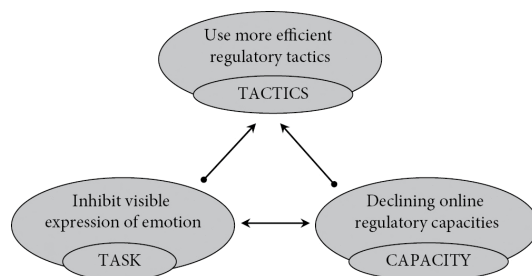 Use more efficient
regulatory tactics
TACTICS
Inhibit visible
expression of emotion
TASK
Declining online
regulatory capacities
CAPACITY